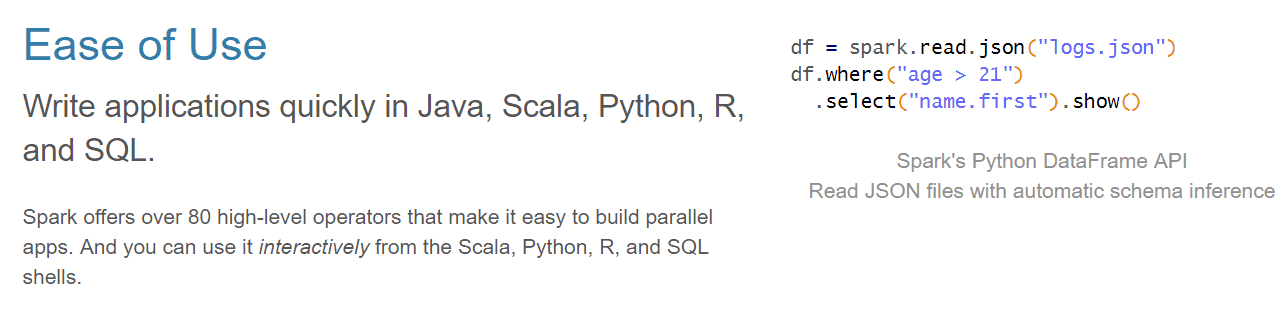 Ease of Use
Write applications quickly in Java, Scala, Python, R,
and SQL.
Spark offers over 80 high-level operators that make it easy to build parallel
apps. And you can use it interactively from the Scala, Python, R, and SQL
shells.
df = spark.read.json("logs.json")
df.where("age > 21")
  .select("name.first").show()
Spark's Python DataFrame API
Read JSON files with automatic schema inference